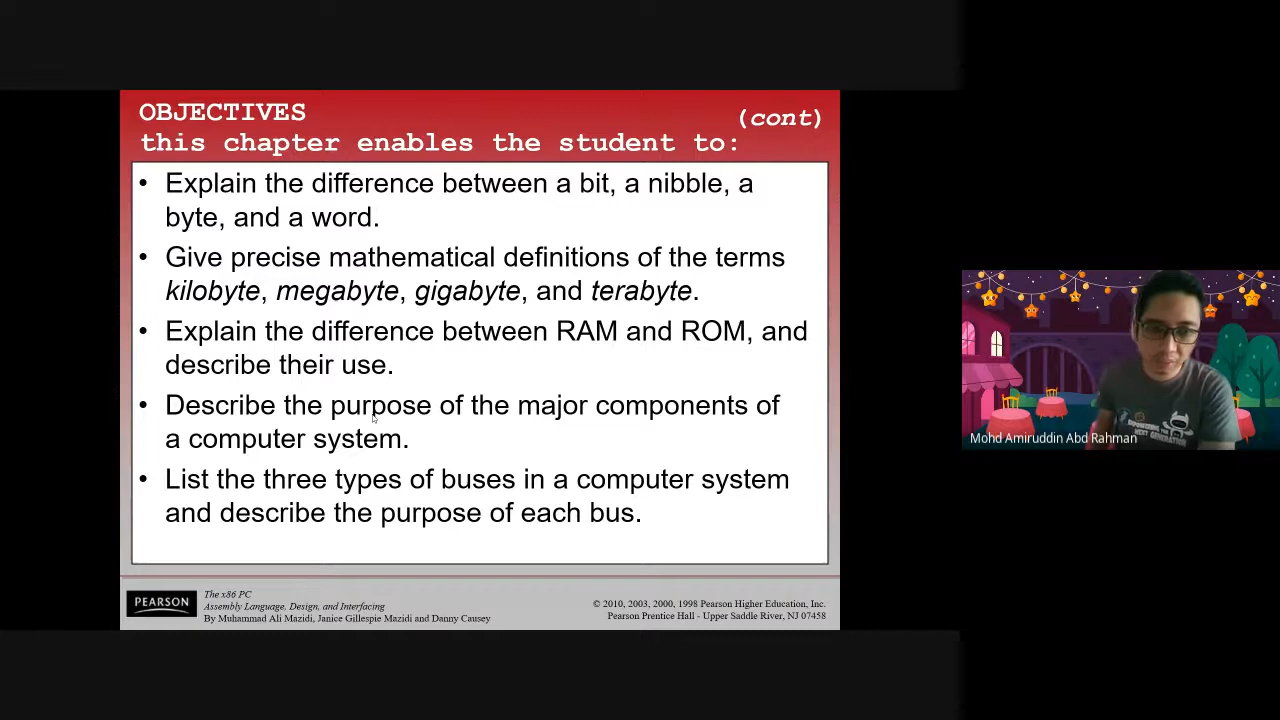 OBJECTIVES
(cont)
this chapter enables the student to:
• Explain the difference between a bit, a nibble, a
byte, and a word.
• Give precise mathematical definitions of the terms
kilobyte, megabyte, gigabyte, and terabyte.
• Explain the difference between RAM and ROM, and
describe their use.
• Describe the purpose of the major components of
a computer system.
• List the three types of buses in a computer system
and describe the purpose of each bus.
PEARSON
The x86 PC
Assembly Language, Design, and Interfacing
By Muhammad Ali Mazidi, Janice Gillespie Mazidi and Danny Causey
© 2010, 2003, 2000, 1998 Pearson Higher Education, Inc.
Pearson Prentice Hall - Upper Saddle River, NJ 07458
Mohd Amiruddin Abd Rahman
EMPOWERING THE
NEXT GENERATION